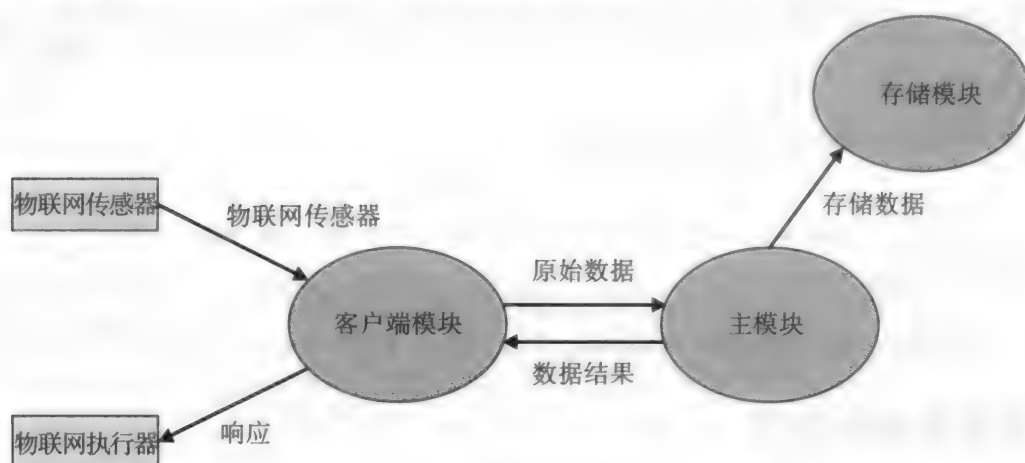 存储模块
物联网传感器
物联网传感器
存储数据
原始数据
客户端模块
主模块
数据结果
物联网执行器
响应